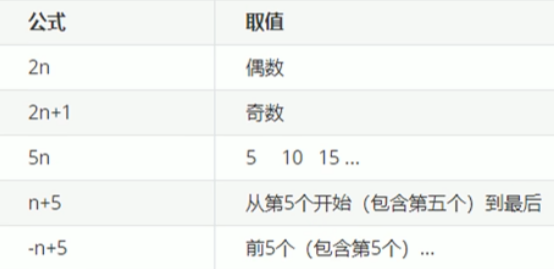 公式 取值
2n 偶数
2n+1 奇数
5n 5 10 15 ...
n+5 从第5个开始（包含第五个）到最后
-n+5 前5个（包含第5个）...